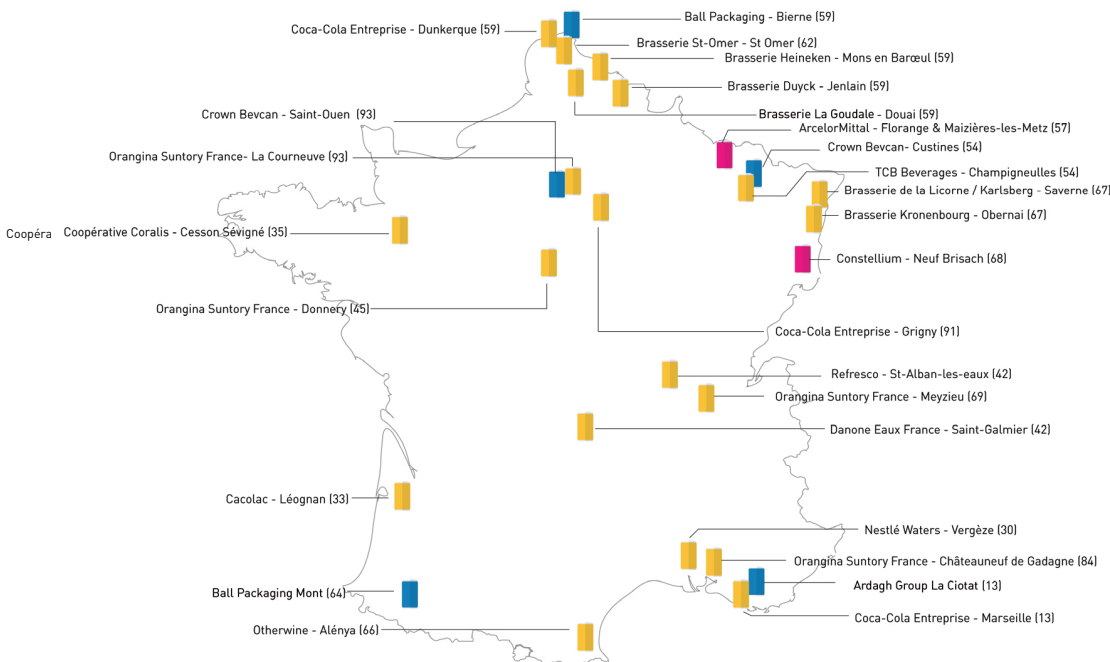 Ball Packaging - Bierne (59)
Coca-Cola Entreprise - Dunkerque (59)
Brasserie St-Omer - St Omer (62)
Brasserie Heineken - Mons en Barœul (59)
Brasserie Duyck - Jenlain (59)
Crown Bevcan - Saint-Ouen (93)
Brasserie La Goudale - Douai (59)
ArcelorMittal - Florange & Maizières-les-Metz (57)
Crown Bevcan- Custines (54)
Orangina Suntory France- La Courneuve (93)
TCB Beverages - Champigneulles (54)
Brasserie de la Licorne / Karlsberg - Saverne (67)
Brasserie Kronenbourg - Obernai (67)
Coopéra
Coopérative Coralis - Cesson Sévigné (35)
Constellium - Neuf Brisach (68)
Orangina Suntory France - Donnery (45)
Coca-Cola Entreprise - Grigny (91)
Refresco - St-Alban-les-eaux (42)
Orangina Suntory France - Meyzieu (69)
Danone Eaux France - Saint-Galmier (42)
Cacolac - Léognan (33)
Nestlé Waters - Vergèze (30)
Orangina Suntory France - Châteauneuf de Gadagne (84)
Ardagh Group La Ciotat (13)
Ball Packaging Mont (64)
Coca-Cola Entreprise - Marseille (13)
Otherwine - Alénya (66)